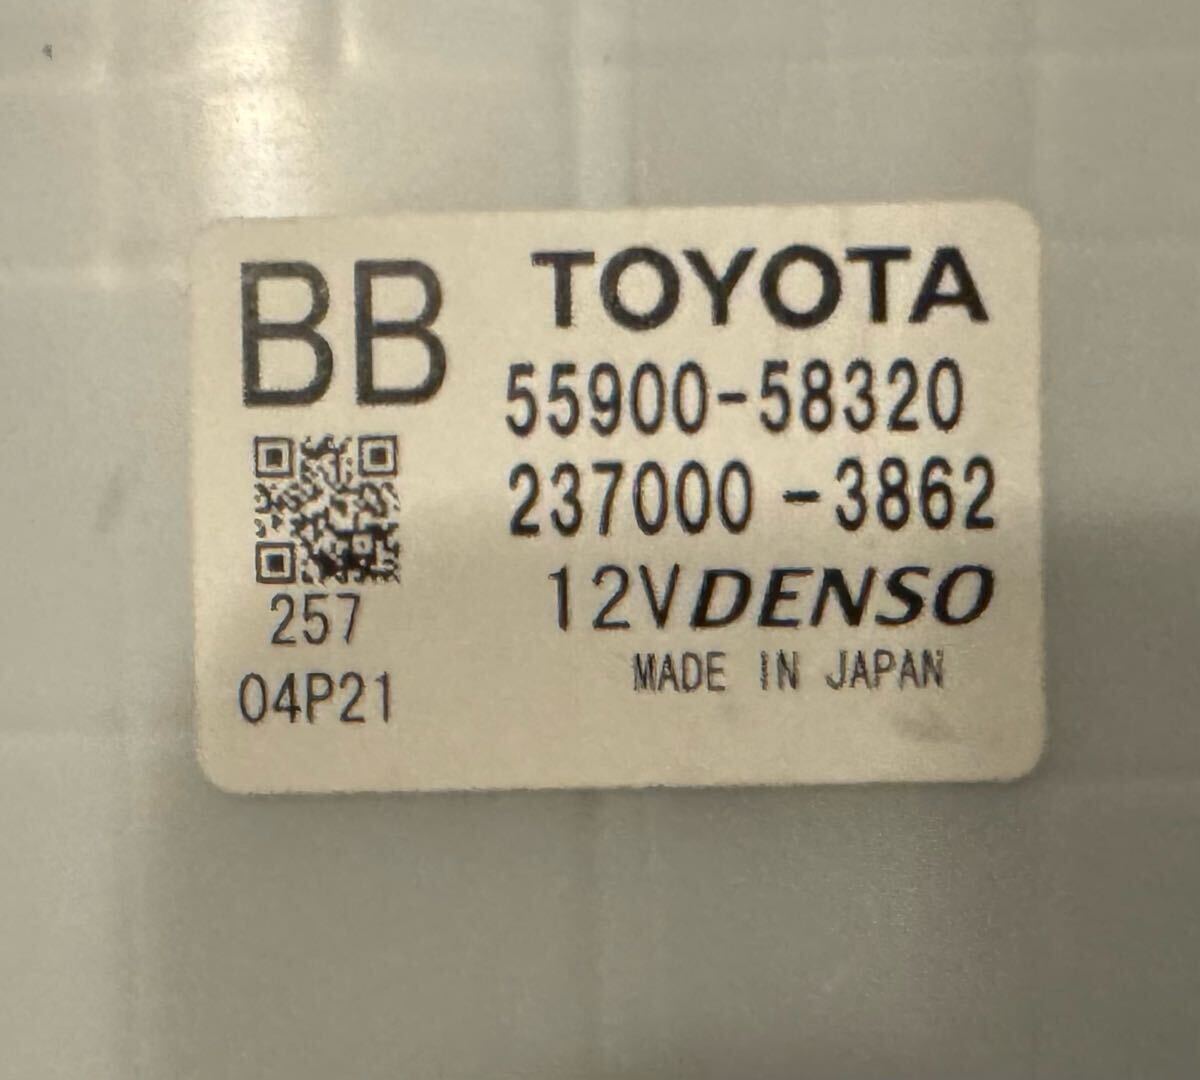 BB
TOYOTA
55900-58320
237000-3862
12V DENSO
MADE IN JAPAN
257
04P21